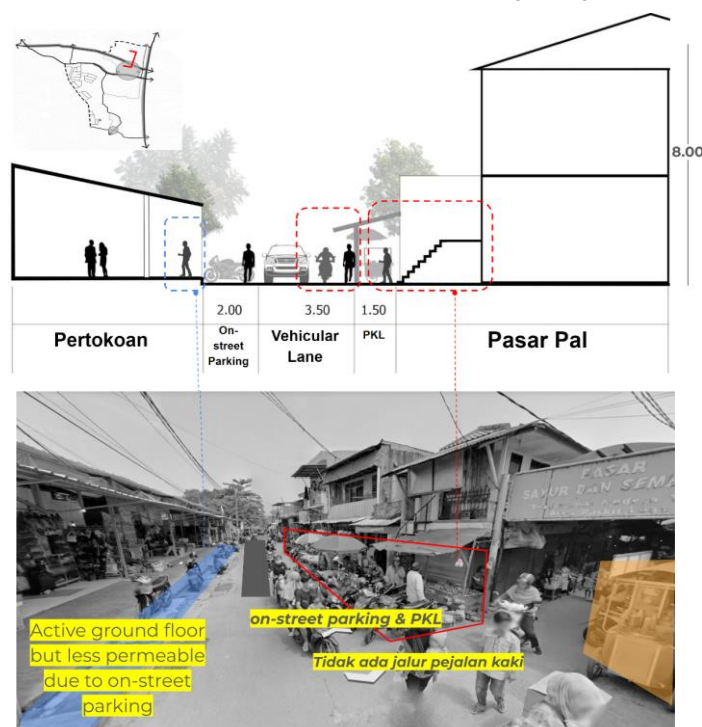 8.00
2.00
3.50
1.50
On-
street
Parking
Vehicular
Lane
PKL
Pertokoan
Pasar Pal
PASAR
SAYUR DAN SEMA
Active ground floor
but less permeable
due to on-street
parking
on-street parking & PKL
Tidak ada jalur pejalan kaki